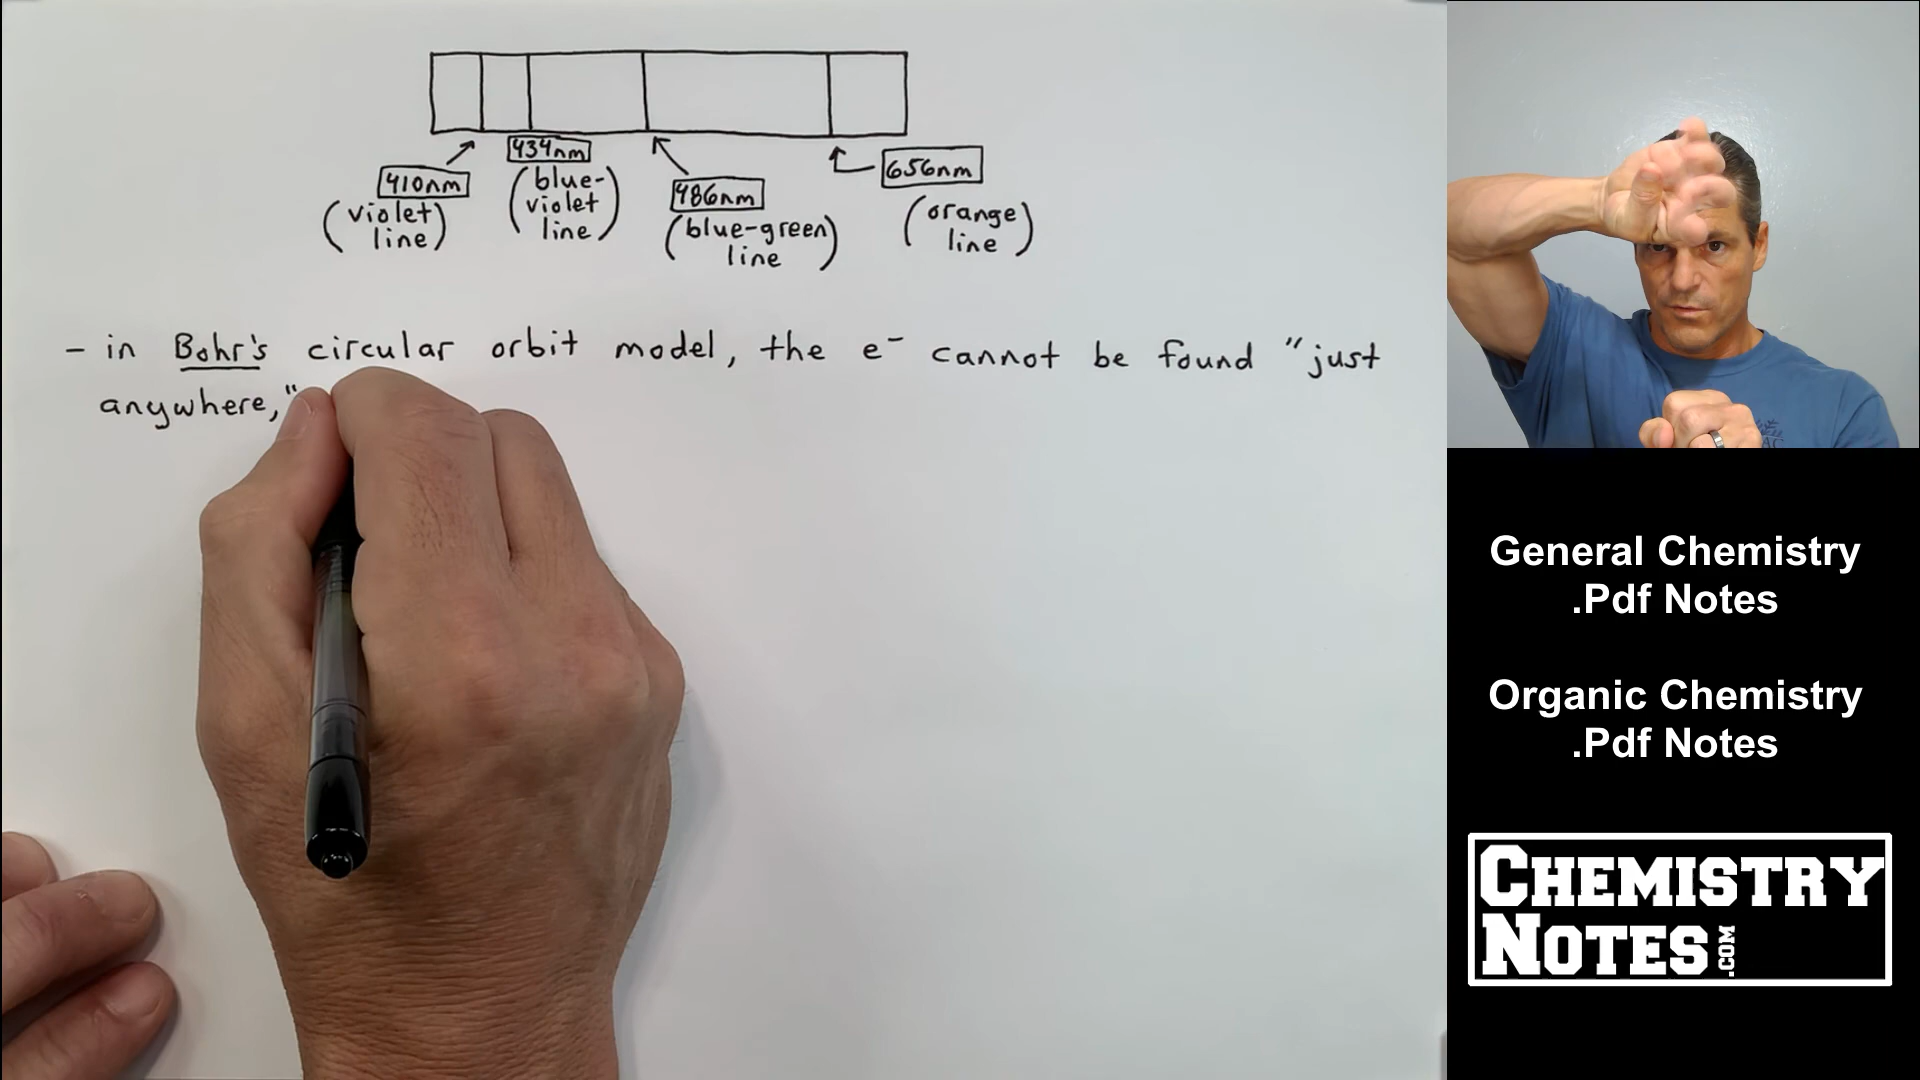 410nm
(violet
line)
434nm
(blue-
violet
line)
486nm
(blue-green
line)
656nm
(orange
line)
- in Bohr's circular orbit model, the e⁻ cannot be found "just
anywhere,"
AC
General Chemistry
.Pdf Notes
Organic Chemistry
.Pdf Notes
CHEMISTRY
NOTES.COM